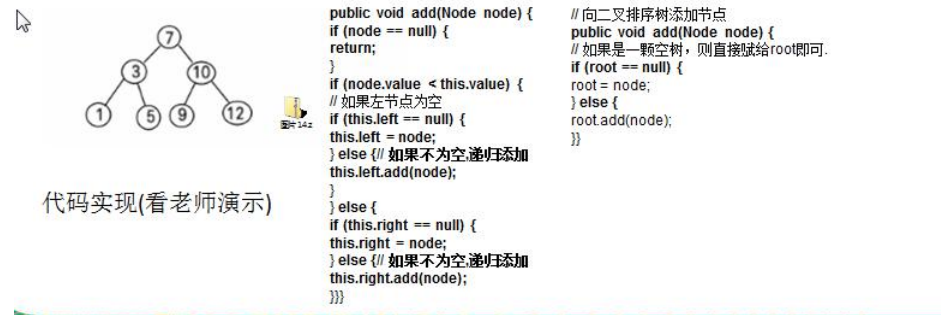 7
3
10
1
5
9
12
图片14.z
代码实现(看老师演示)
public void add(Node node) {
if (node == null) {
return;
}
if (node.value < this.value) {
// 如果左节点为空
if (this.left == null) {
this.left = node;
} else {// 如果不为空,递归添加
this.left.add(node);
}
} else {
if (this.right == null) {
this.right = node;
} else {// 如果不为空,递归添加
this.right.add(node);
}}}
// 向二叉排序树添加节点
public void add(Node node) {
// 如果是一颗空树，则直接赋给root即可.
if (root == null) {
root = node;
} else {
root.add(node);
}}